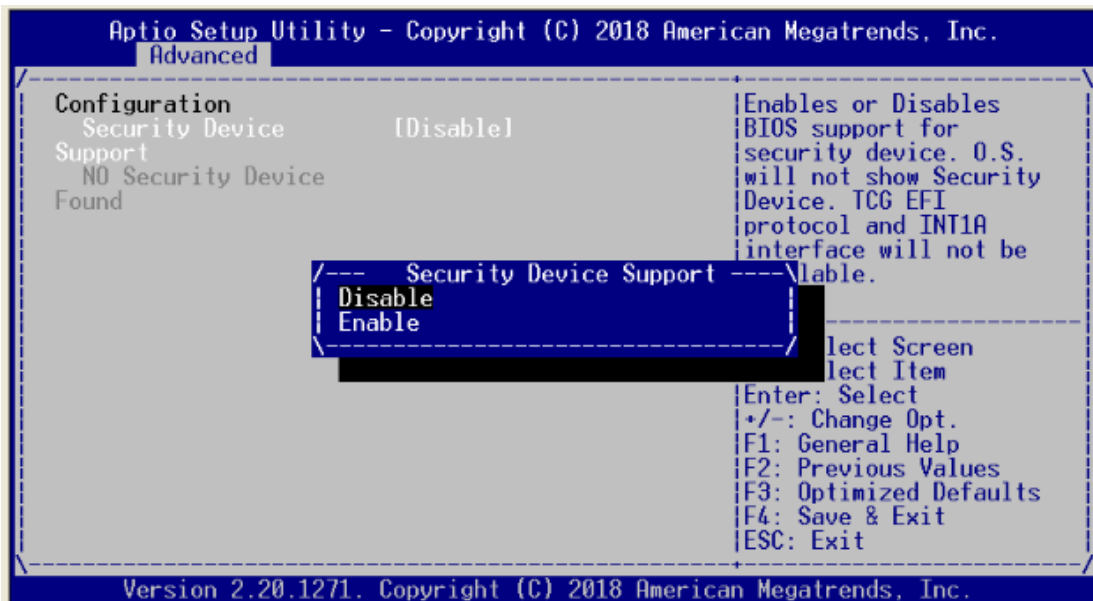 Aptio Setup Utility – Copyright (C) 2018 American Megatrends, Inc.
Advanced
Configuration
Security Device [Disable]
Support
NO Security Device
Found
Enables or Disables
BIOS support for
security device. O.S.
will not show Security
Device. TCG EFI
protocol and INT1A
interface will not be
lable.
/--- Security Device Support ----\
Disable
Enable
lect Screen
lect Item
Enter: Select
+/-: Change Opt.
F1: General Help
F2: Previous Values
F3: Optimized Defaults
F4: Save & Exit
ESC: Exit
Version 2.20.1271. Copyright (C) 2018 American Megatrends, Inc.